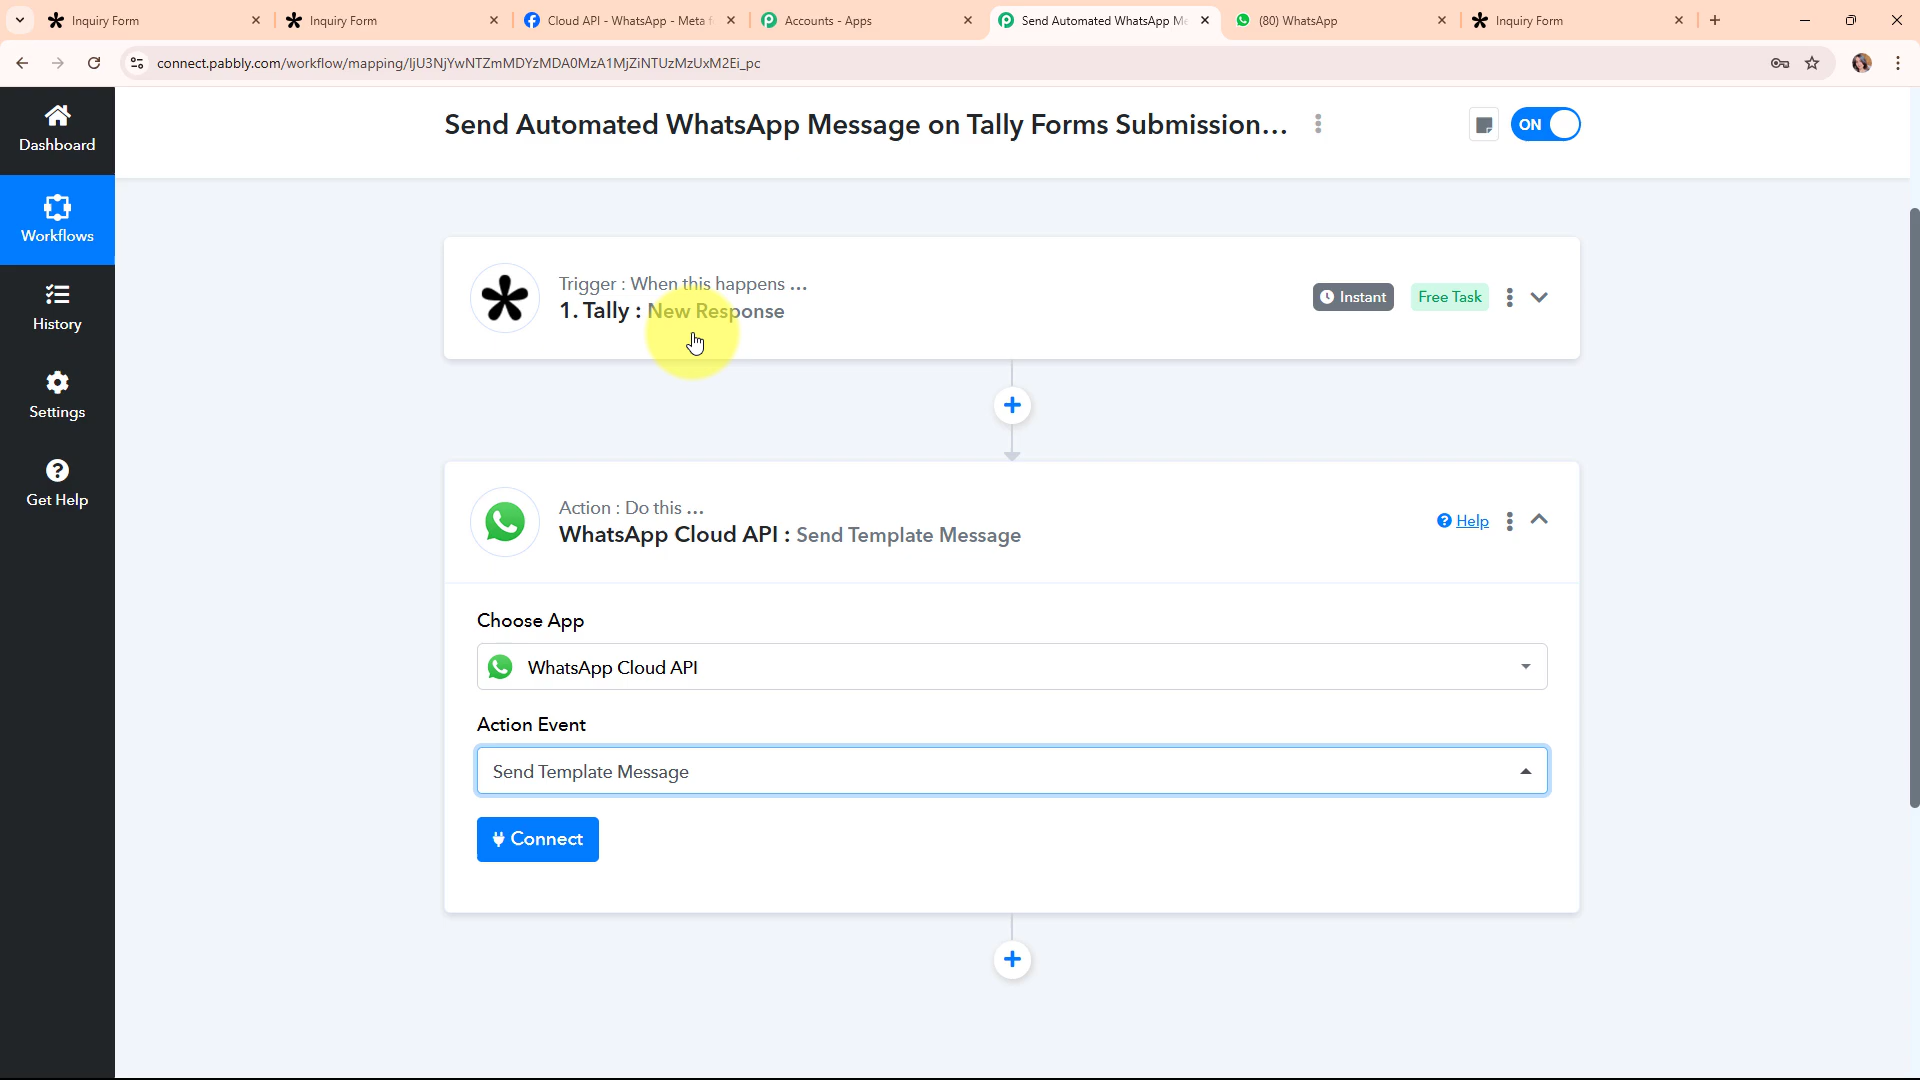 Inquiry Form
Inquiry Form
Cloud API - WhatsApp - Meta f
Accounts - Apps
Send Automated WhatsApp Me
(80) WhatsApp
Inquiry Form
connect.pabbly.com/workflow/mapping/IjU3NjYwNTZmMDYzMDA0MzA1MjZiNTUzMzUxM2Ei_pc
Dashboard
Workflows
History
Settings
Get Help
Send Automated WhatsApp Message on Tally Forms Submission...
ON
Trigger : When this happens ...
1. Tally : New Response
Instant
Free Task
Action : Do this ...
WhatsApp Cloud API : Send Template Message
Help
Choose App
WhatsApp Cloud API
Action Event
Send Template Message
Connect